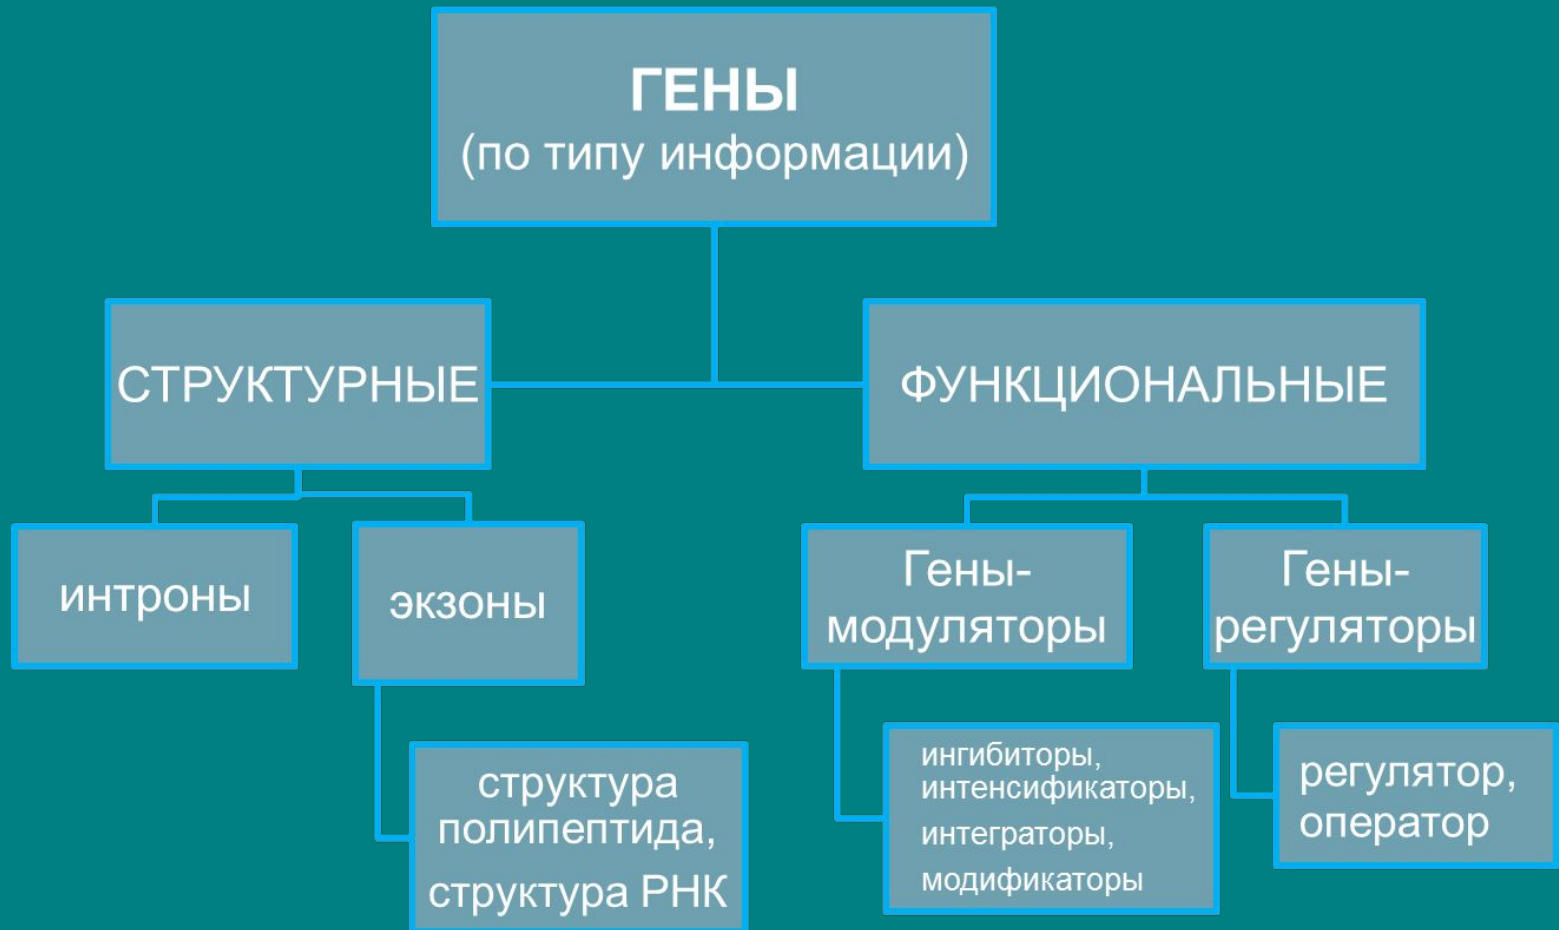 ГЕНЫ
(по типу информации)
СТРУКТУРНЫЕ
ФУНКЦИОНАЛЬНЫЕ
интроны
экзоны
Гены-
модуляторы
Гены-
регуляторы
структура
полипептида,
структура РНК
ингибиторы,
интенсификаторы,
интеграторы,
модификаторы
регулятор,
оператор